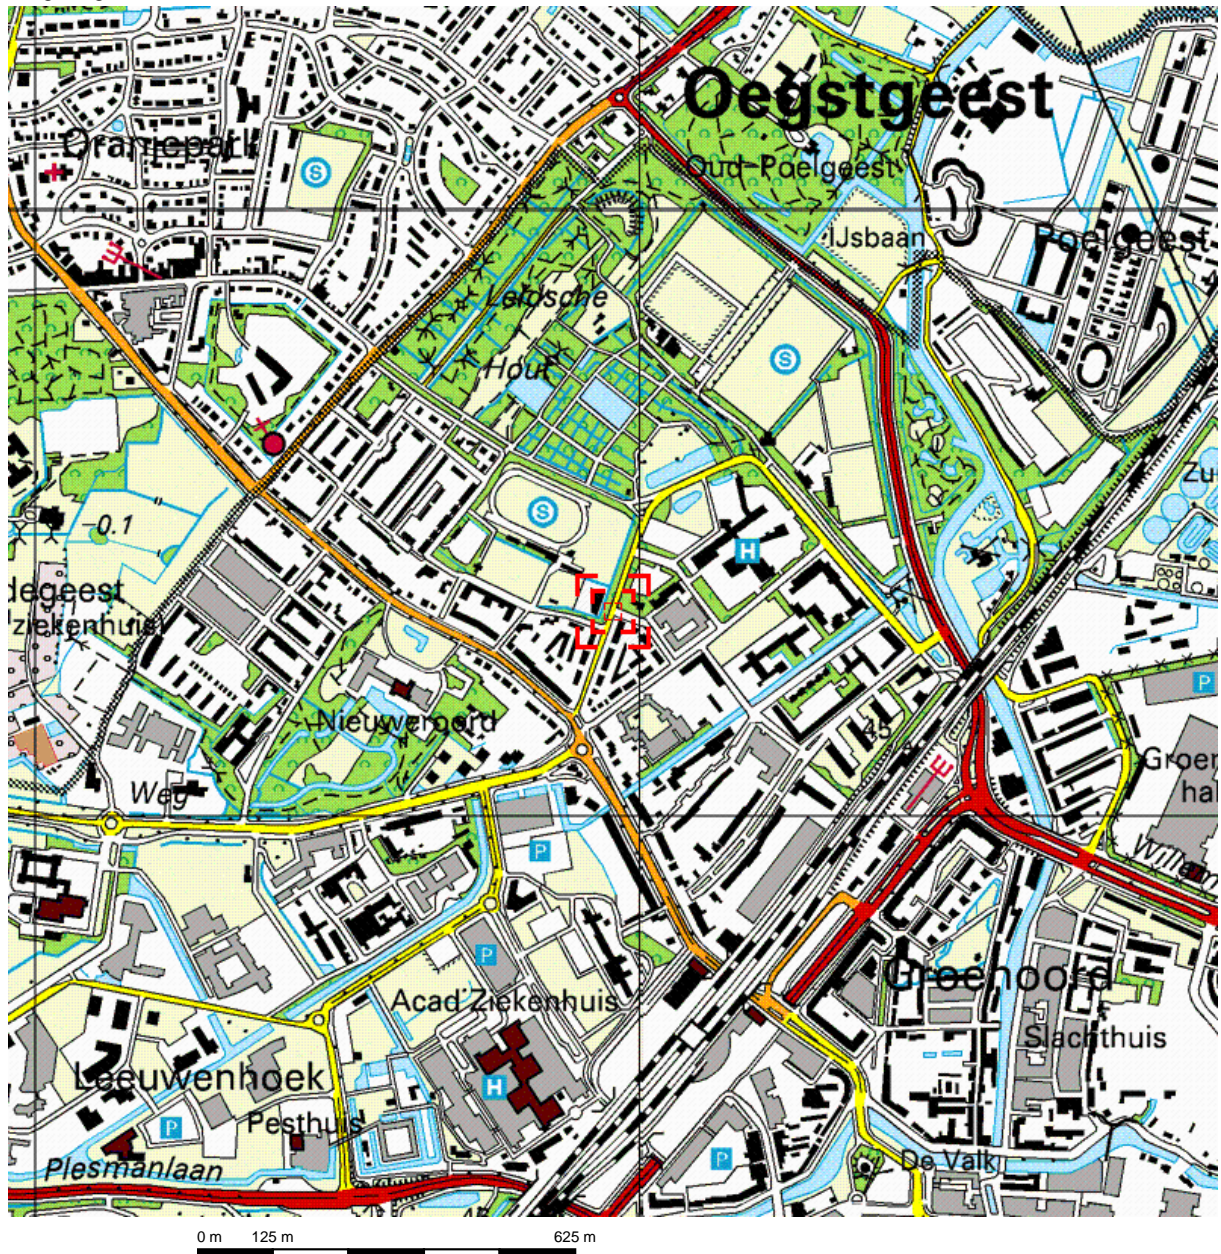 Oegstgeest
Oranjepark
S
Oud-Poelgeest
IJsbaan
Poelgeest
Leidsche
Hout
S
S
-0.1
H
degeest
ziekenhuis)
Nieuweroord
P
45
Weg
P
P
Acad Ziekenhuis
H
Leeuwenhoek
Pesthuis
P
Plesmanlaan
Groenoord
Slachthuis
De Valk
P
0 m
125 m
625 m